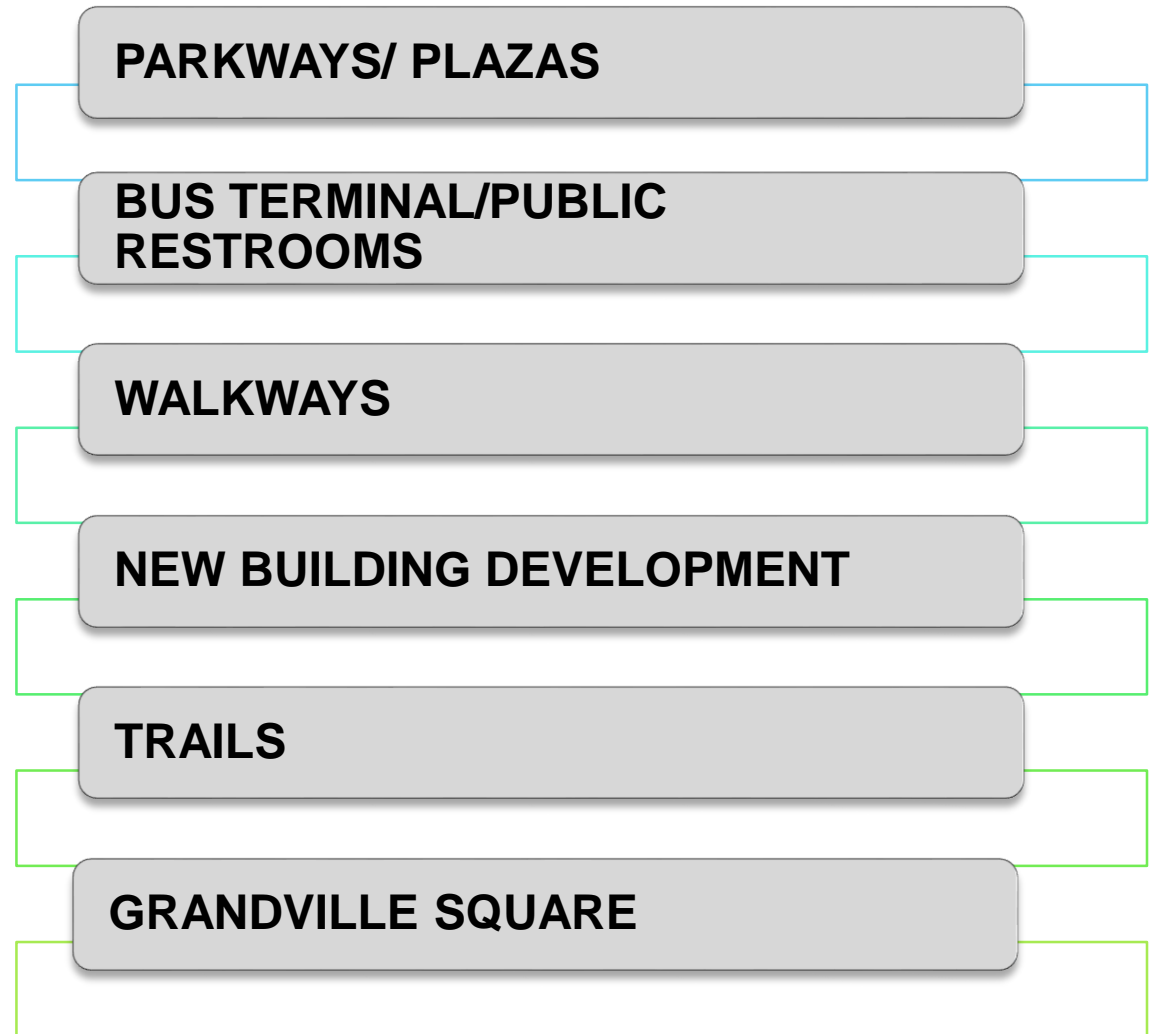 PARKWAYS/ PLAZAS
BUS TERMINAL/PUBLIC
RESTROOMS
WALKWAYS
NEW BUILDING DEVELOPMENT
TRAILS
GRANDVILLE SQUARE